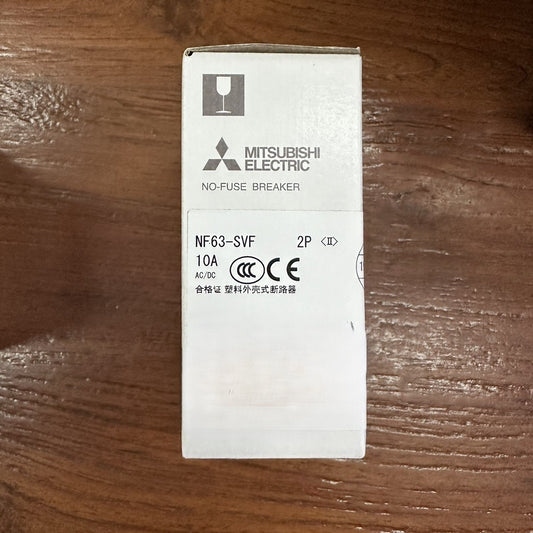 MITSUBISHI
ELECTRIC
NO-FUSE BREAKER
NF63-SVF 2P 〈II〉
10A
AC/DC
CCC CE
合格证 塑料外壳式断路器